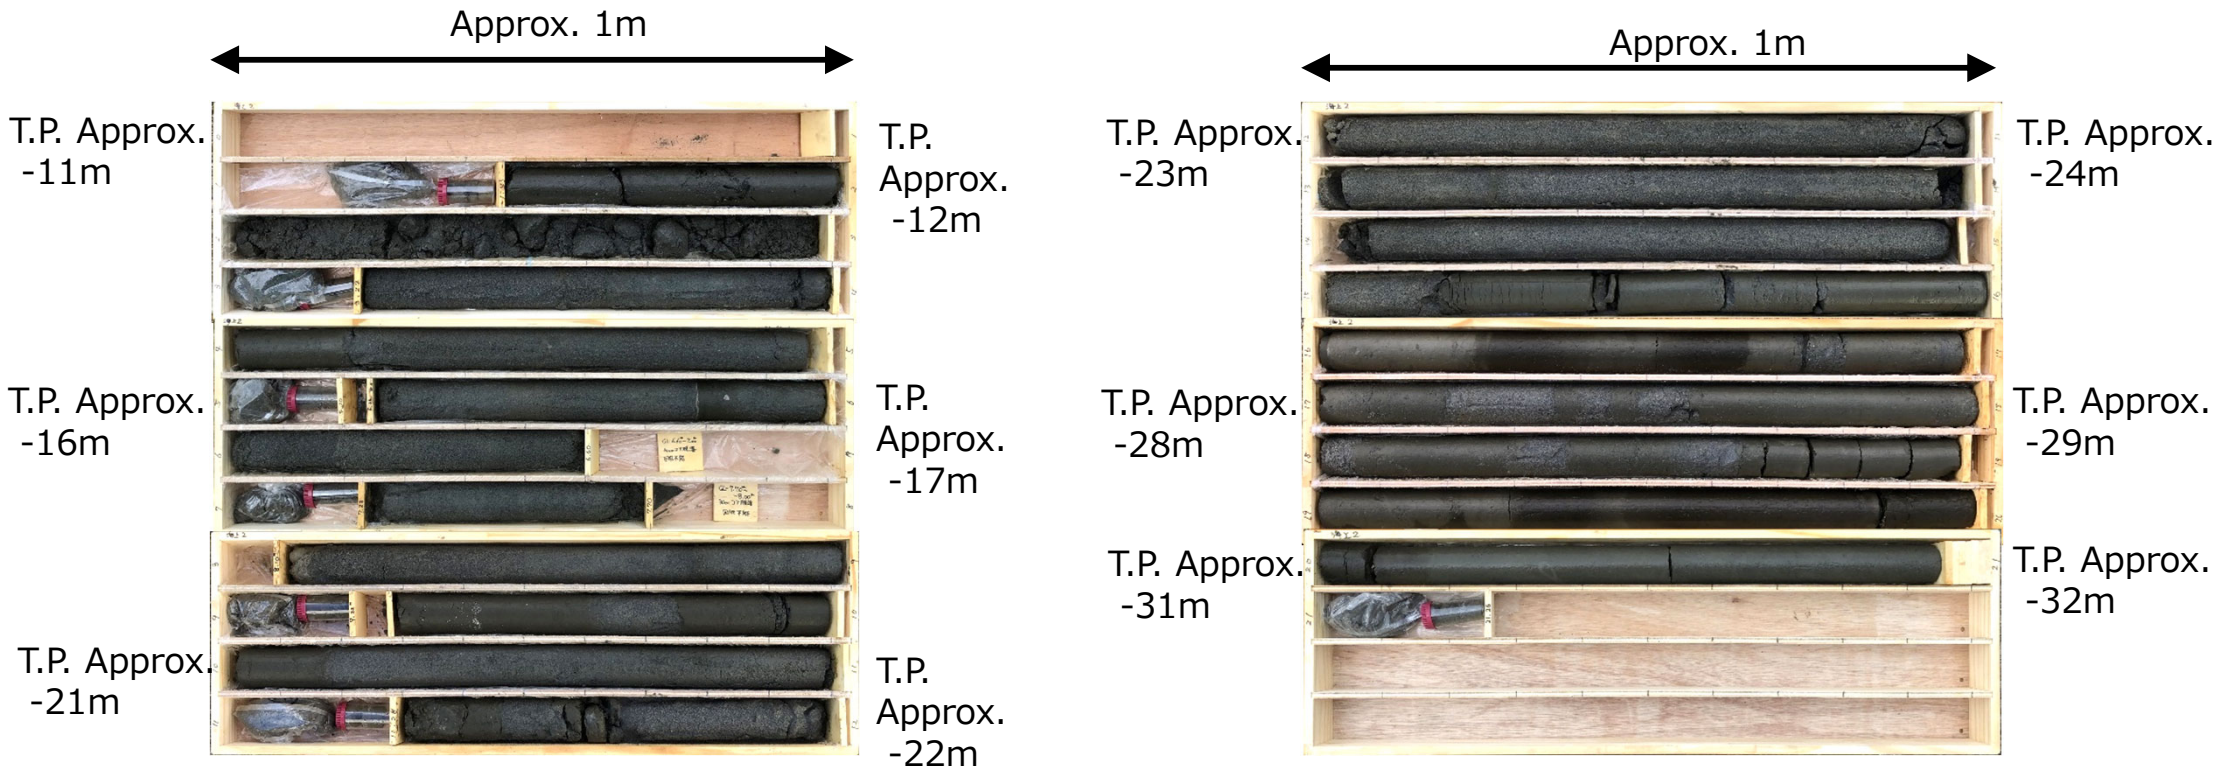 Approx. 1m
T.P. Approx.
-11m
T.P.
Approx.
-12m
T.P. Approx.
-16m
T.P.
Approx.
-17m
T.P. Approx.
-21m
T.P.
Approx.
-22m
Approx. 1m
T.P. Approx.
-23m
T.P. Approx.
-24m
T.P. Approx.
-28m
T.P. Approx.
-29m
T.P. Approx.
-31m
T.P. Approx.
-32m